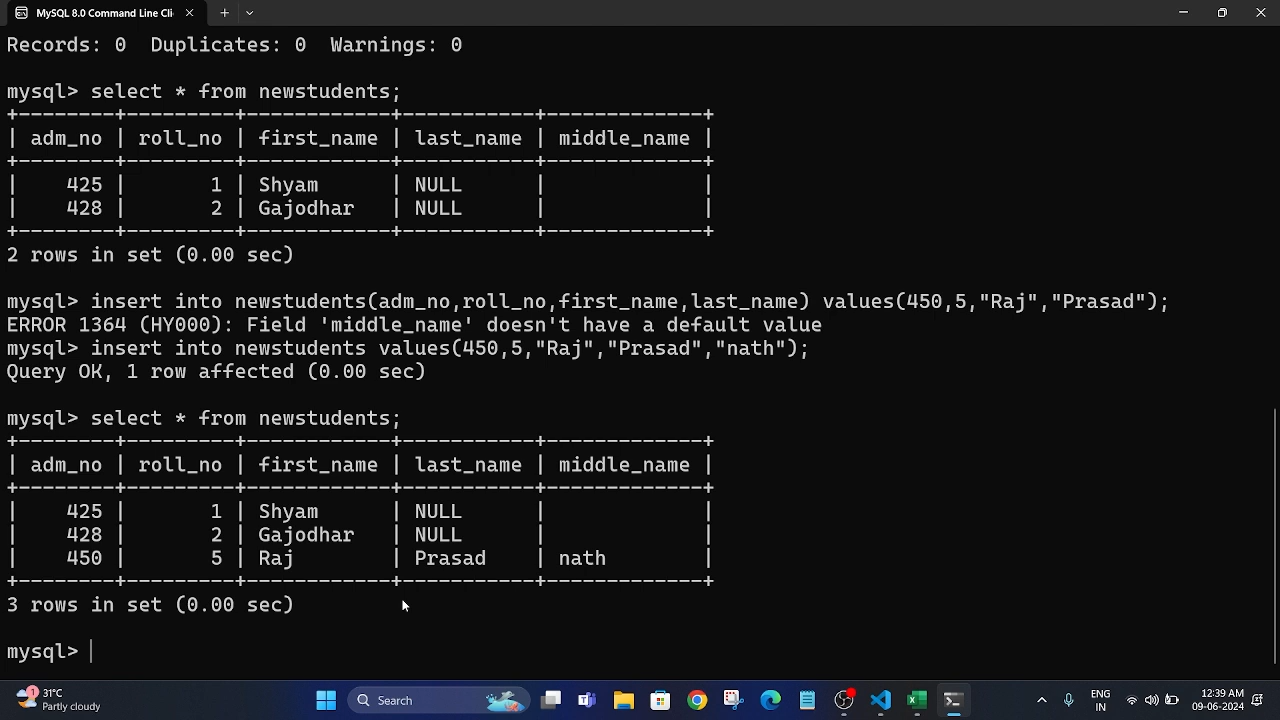 MySQL 8.0 Command Line Cli
Records: 0  Duplicates: 0  Warnings: 0
mysql> select * from newstudents;
+--------+---------+------------+-----------+-------------+
| adm_no | roll_no | first_name | last_name | middle_name |
+--------+---------+------------+-----------+-------------+
|    425 |       1 | Shyam      | NULL      |             |
|    428 |       2 | Gajodhar   | NULL      |             |
+--------+---------+------------+-----------+-------------+
2 rows in set (0.00 sec)
mysql> insert into newstudents(adm_no,roll_no,first_name,last_name) values(450,5,"Raj","Prasad");
ERROR 1364 (HY000): Field 'middle_name' doesn't have a default value
mysql> insert into newstudents values(450,5,"Raj","Prasad","nath");
Query OK, 1 row affected (0.00 sec)
mysql> select * from newstudents;
+--------+---------+------------+-----------+-------------+
| adm_no | roll_no | first_name | last_name | middle_name |
+--------+---------+------------+-----------+-------------+
|    425 |       1 | Shyam      | NULL      |             |
|    428 |       2 | Gajodhar   | NULL      |             |
|    450 |       5 | Raj        | Prasad    | nath        |
+--------+---------+------------+-----------+-------------+
3 rows in set (0.00 sec)
mysql>
1
31°C
Partly cloudy
Search
ENG
IN
12:39 AM
09-06-2024